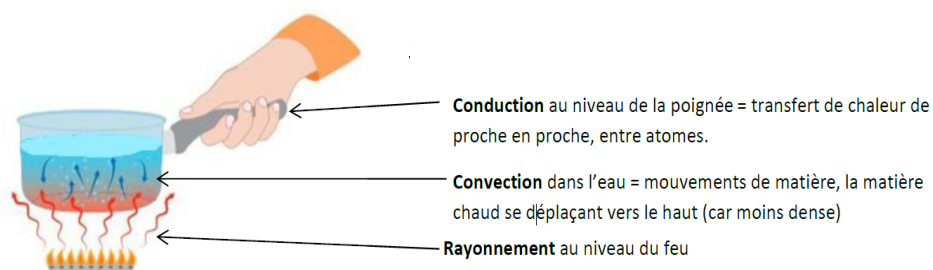 Conduction au niveau de la poignée = transfert de chaleur de
proche en proche, entre atomes.
Convection dans l'eau = mouvements de matière, la matière
chaud se déplaçant vers le haut (car moins dense)
Rayonnement au niveau du feu